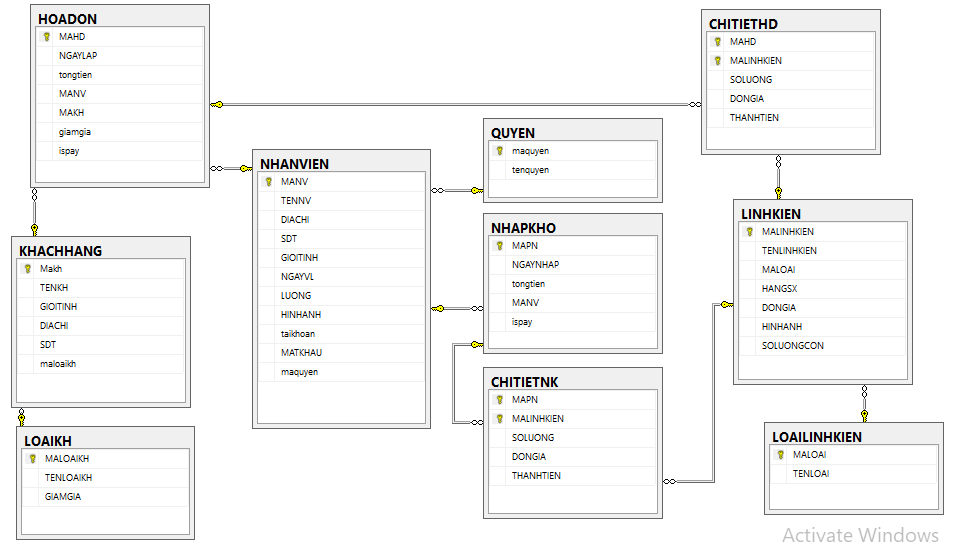 HOADON
MAHD
NGAYLAP
tongtien
MANV
MAKH
giamgia
ispay
CHITIETHD
MAHD
MALINHKIEN
SOLUONG
DONGIA
THANHTIEN
QUYEN
maquyen
tenquyen
NHANVIEN
MANV
TENNV
DIACHI
SDT
GIOITINH
NGAYVL
LUONG
HINHANH
taikhoan
MATKHAU
maquyen
NHAPKHO
MAPN
NGAYNHAP
tongtien
MANV
ispay
LINHKIEN
MALINHKIEN
TENLINHKIEN
MALOAI
HANGSX
DONGIA
HINHANH
SOLUONGCON
KHACHHANG
Makh
TENKH
GIOITINH
DIACHI
SDT
maloaikh
CHITIETNK
MAPN
MALINHKIEN
SOLUONG
DONGIA
THANHTIEN
LOAIKH
MALOAIKH
TENLOAIKH
GIAMGIA
LOAILINHKIEN
MALOAI
TENLOAI
Activate Windows